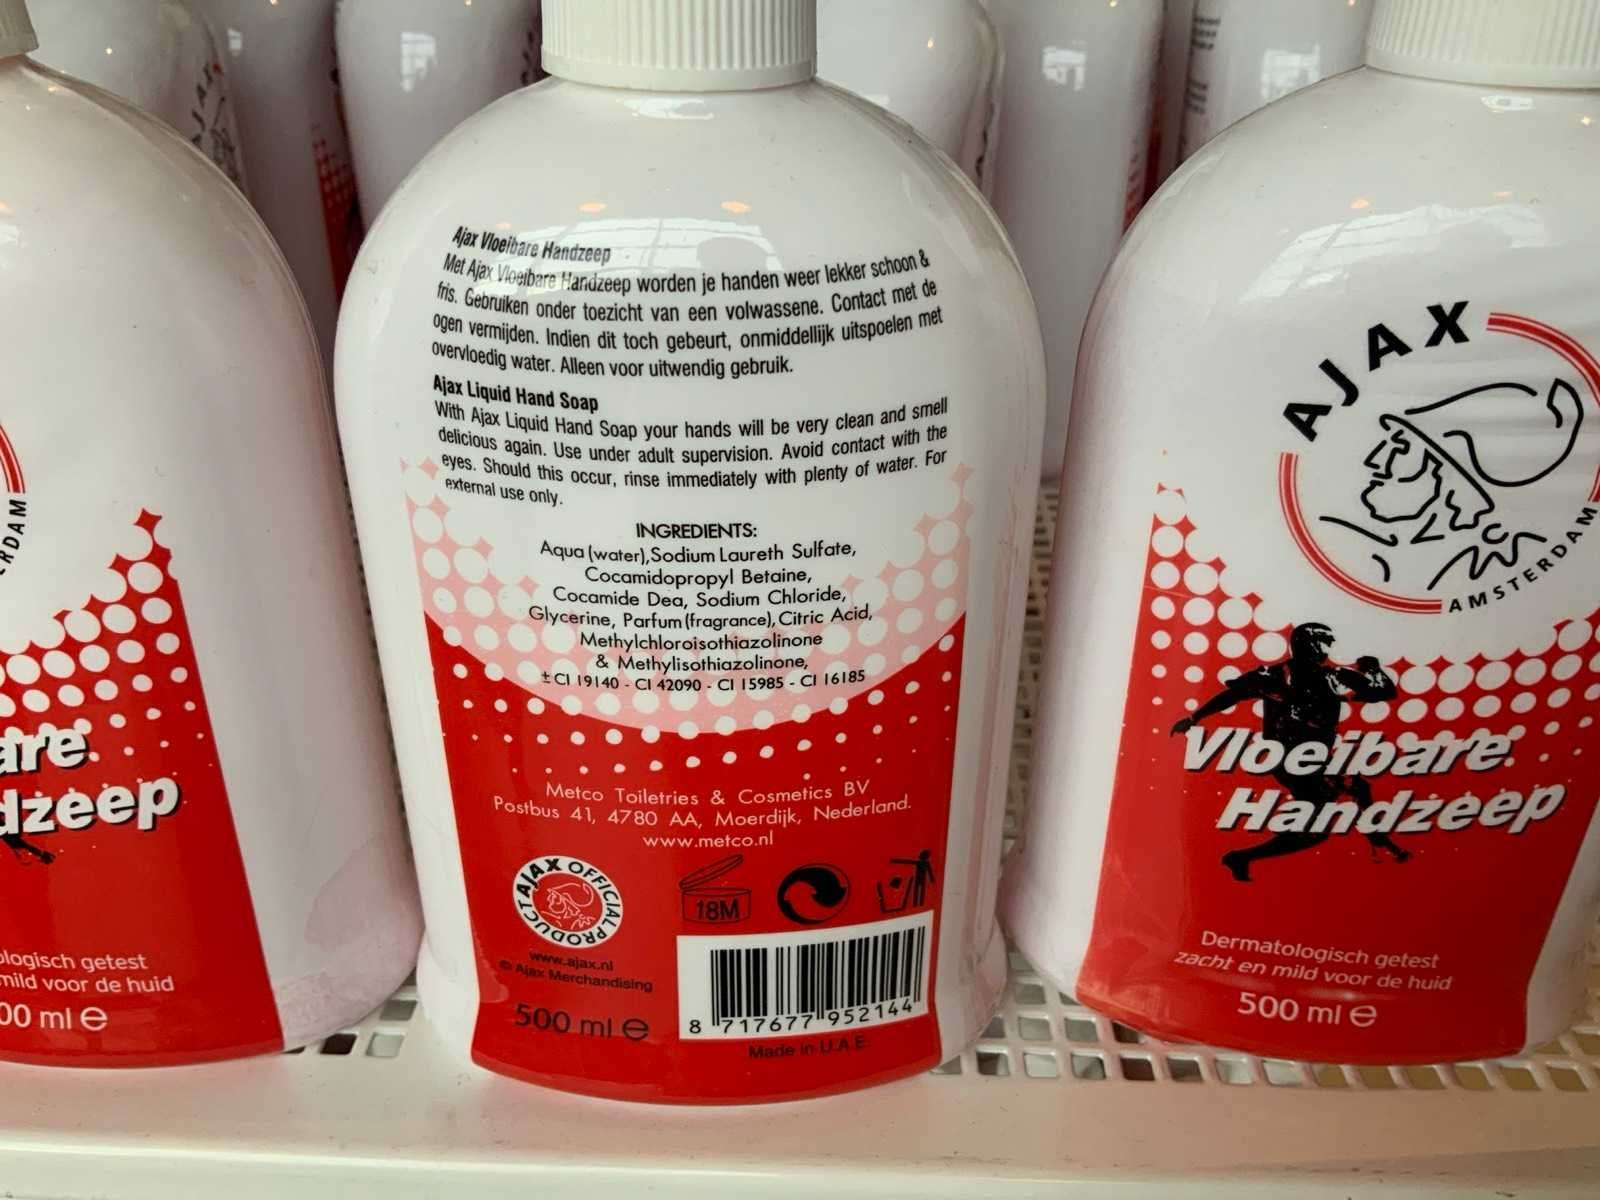 Ajax Vloeibare Handzeep
Met Ajax Vloeibare Handzeep worden je handen weer lekker schoon &
fris. Gebruiken onder toezicht van een volwassene. Contact met de
ogen vermijden. Indien dit toch gebeurt, onmiddellijk uitspoelen met
overvloedig water. Alleen voor uitwendig gebruik.
Ajax Liquid Hand Soap
With Ajax Liquid Hand Soap your hands will be very clean and smell
delicious again. Use under adult supervision. Avoid contact with the
eyes. Should this occur, rinse immediately with plenty of water. For
external use only.
INGREDIENTS:
Aqua (water),Sodium Laureth Sulfate,
Cocamidopropyl Betaine,
Cocamide Dea, Sodium Chloride,
Glycerine, Parfum (fragrance), Citric Acid,
Methylchloroisothiazolinone
& Methylisothiazolinone,
± CI 19140 - CI 42090 - CI 15985 - CI 16185
Metco Toiletries & Cosmetics BV
Postbus 41, 4780 AA, Moerdijk, Nederland.
www.metco.nl
AJAX OFFICIAL PRODUCT
18M
www.ajax.nl
© Ajax Merchandising
500 ml e
8 717677 952144
Made in U.A.E.
AJAX
AMSTERDAM
Vloeibare
Handzeep
Dermatologisch getest
zacht en mild voor de huid
500 ml e
ERDAM
are
dzeep
ologisch getest
mild voor de huid
00 ml e
AJAX